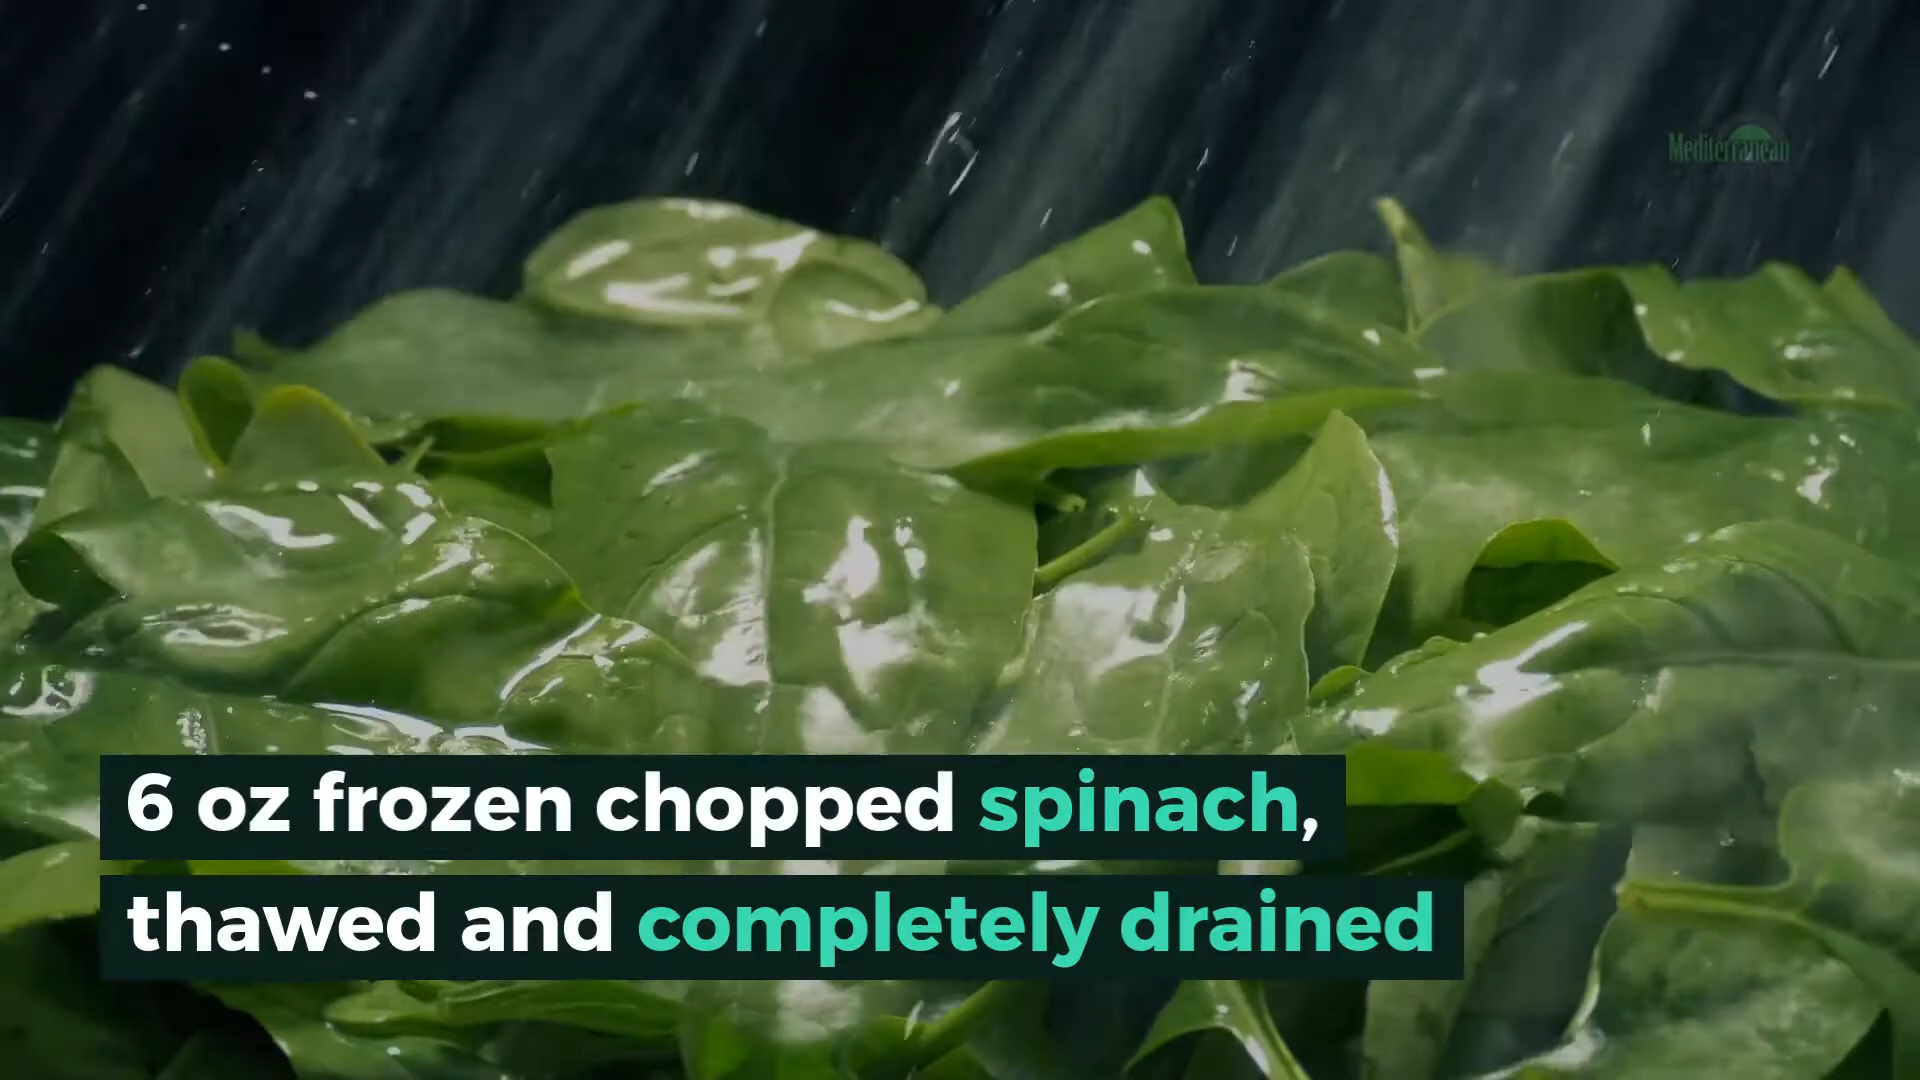 Mediterranean
6 oz frozen chopped spinach,
thawed and completely drained